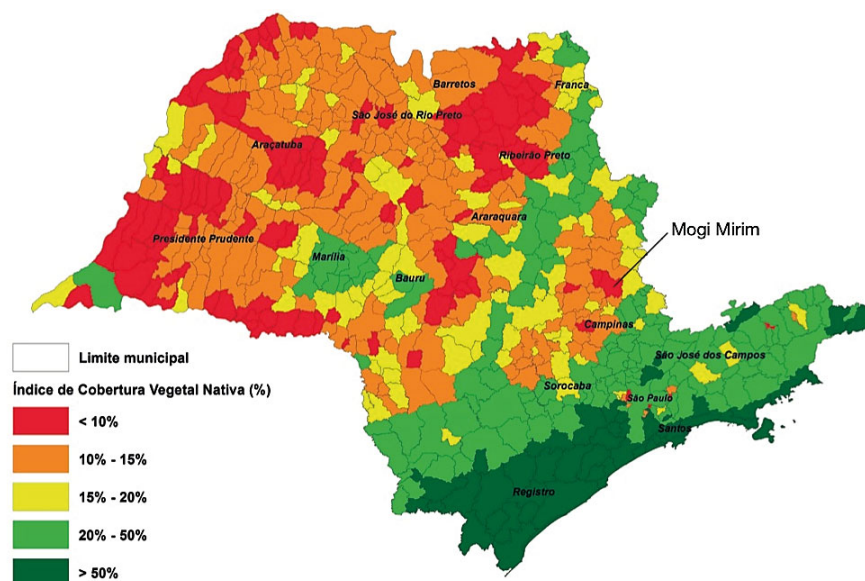 Barretos
Franca
São José do Rio Preto
Araçatuba
Ribeirão Preto
Araraquara
Mogi Mirim
Presidente Prudente
Marília
Bauru
Campinas
São José dos Campos
Sorocaba
São Paulo
Santos
Registro
Limite municipal
Índice de Cobertura Vegetal Nativa (%)
< 10%
10% - 15%
15% - 20%
20% - 50%
> 50%